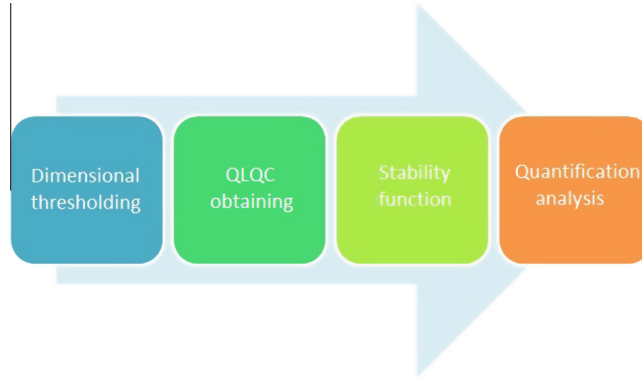 Dimensional
thresholding
QLQC
obtaining
Stability
function
Quantification
analysis